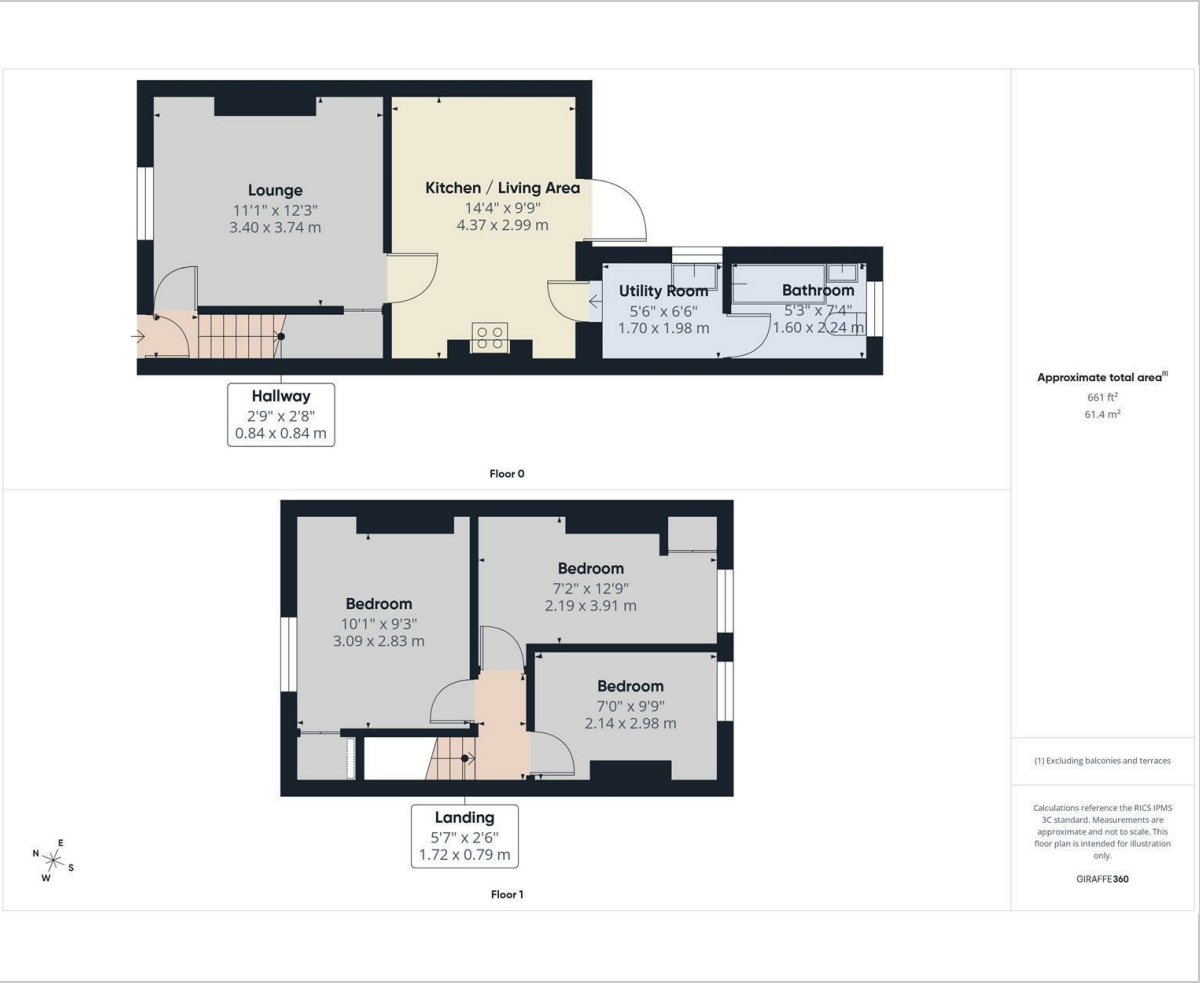 Lounge
11'1" x 12'3"
3.40 x 3.74 m
Kitchen / Living Area
14'4" x 9'9"
4.37 x 2.99 m
Utility Room
5'6" x 6'6"
1.70 x 1.98 m
Bathroom
5'3" x 7'4"
1.60 x 2.24 m
Hallway
2'9" x 2'8"
0.84 x 0.84 m
Floor 0
Bedroom
10'1" x 9'3"
3.09 x 2.83 m
Bedroom
7'2" x 12'9"
2.19 x 3.91 m
Bedroom
7'0" x 9'9"
2.14 x 2.98 m
Landing
5'7" x 2'6"
1.72 x 0.79 m
Floor 1
E
N
S
W
Approximate total area(1)
661 ft²
61.4 m²
(1) Excluding balconies and terraces
Calculations reference the RICS IPMS
3C standard. Measurements are
approximate and not to scale. This
floor plan is intended for illustration
only.
GIRAFFE360